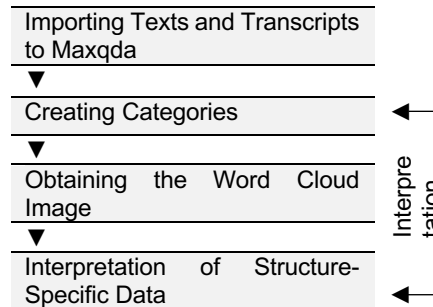 Importing Texts and Transcripts
to Maxqda
Creating Categories
Obtaining the Word Cloud
Image
Interpretation of Structure-
Specific Data
Interpre
tation